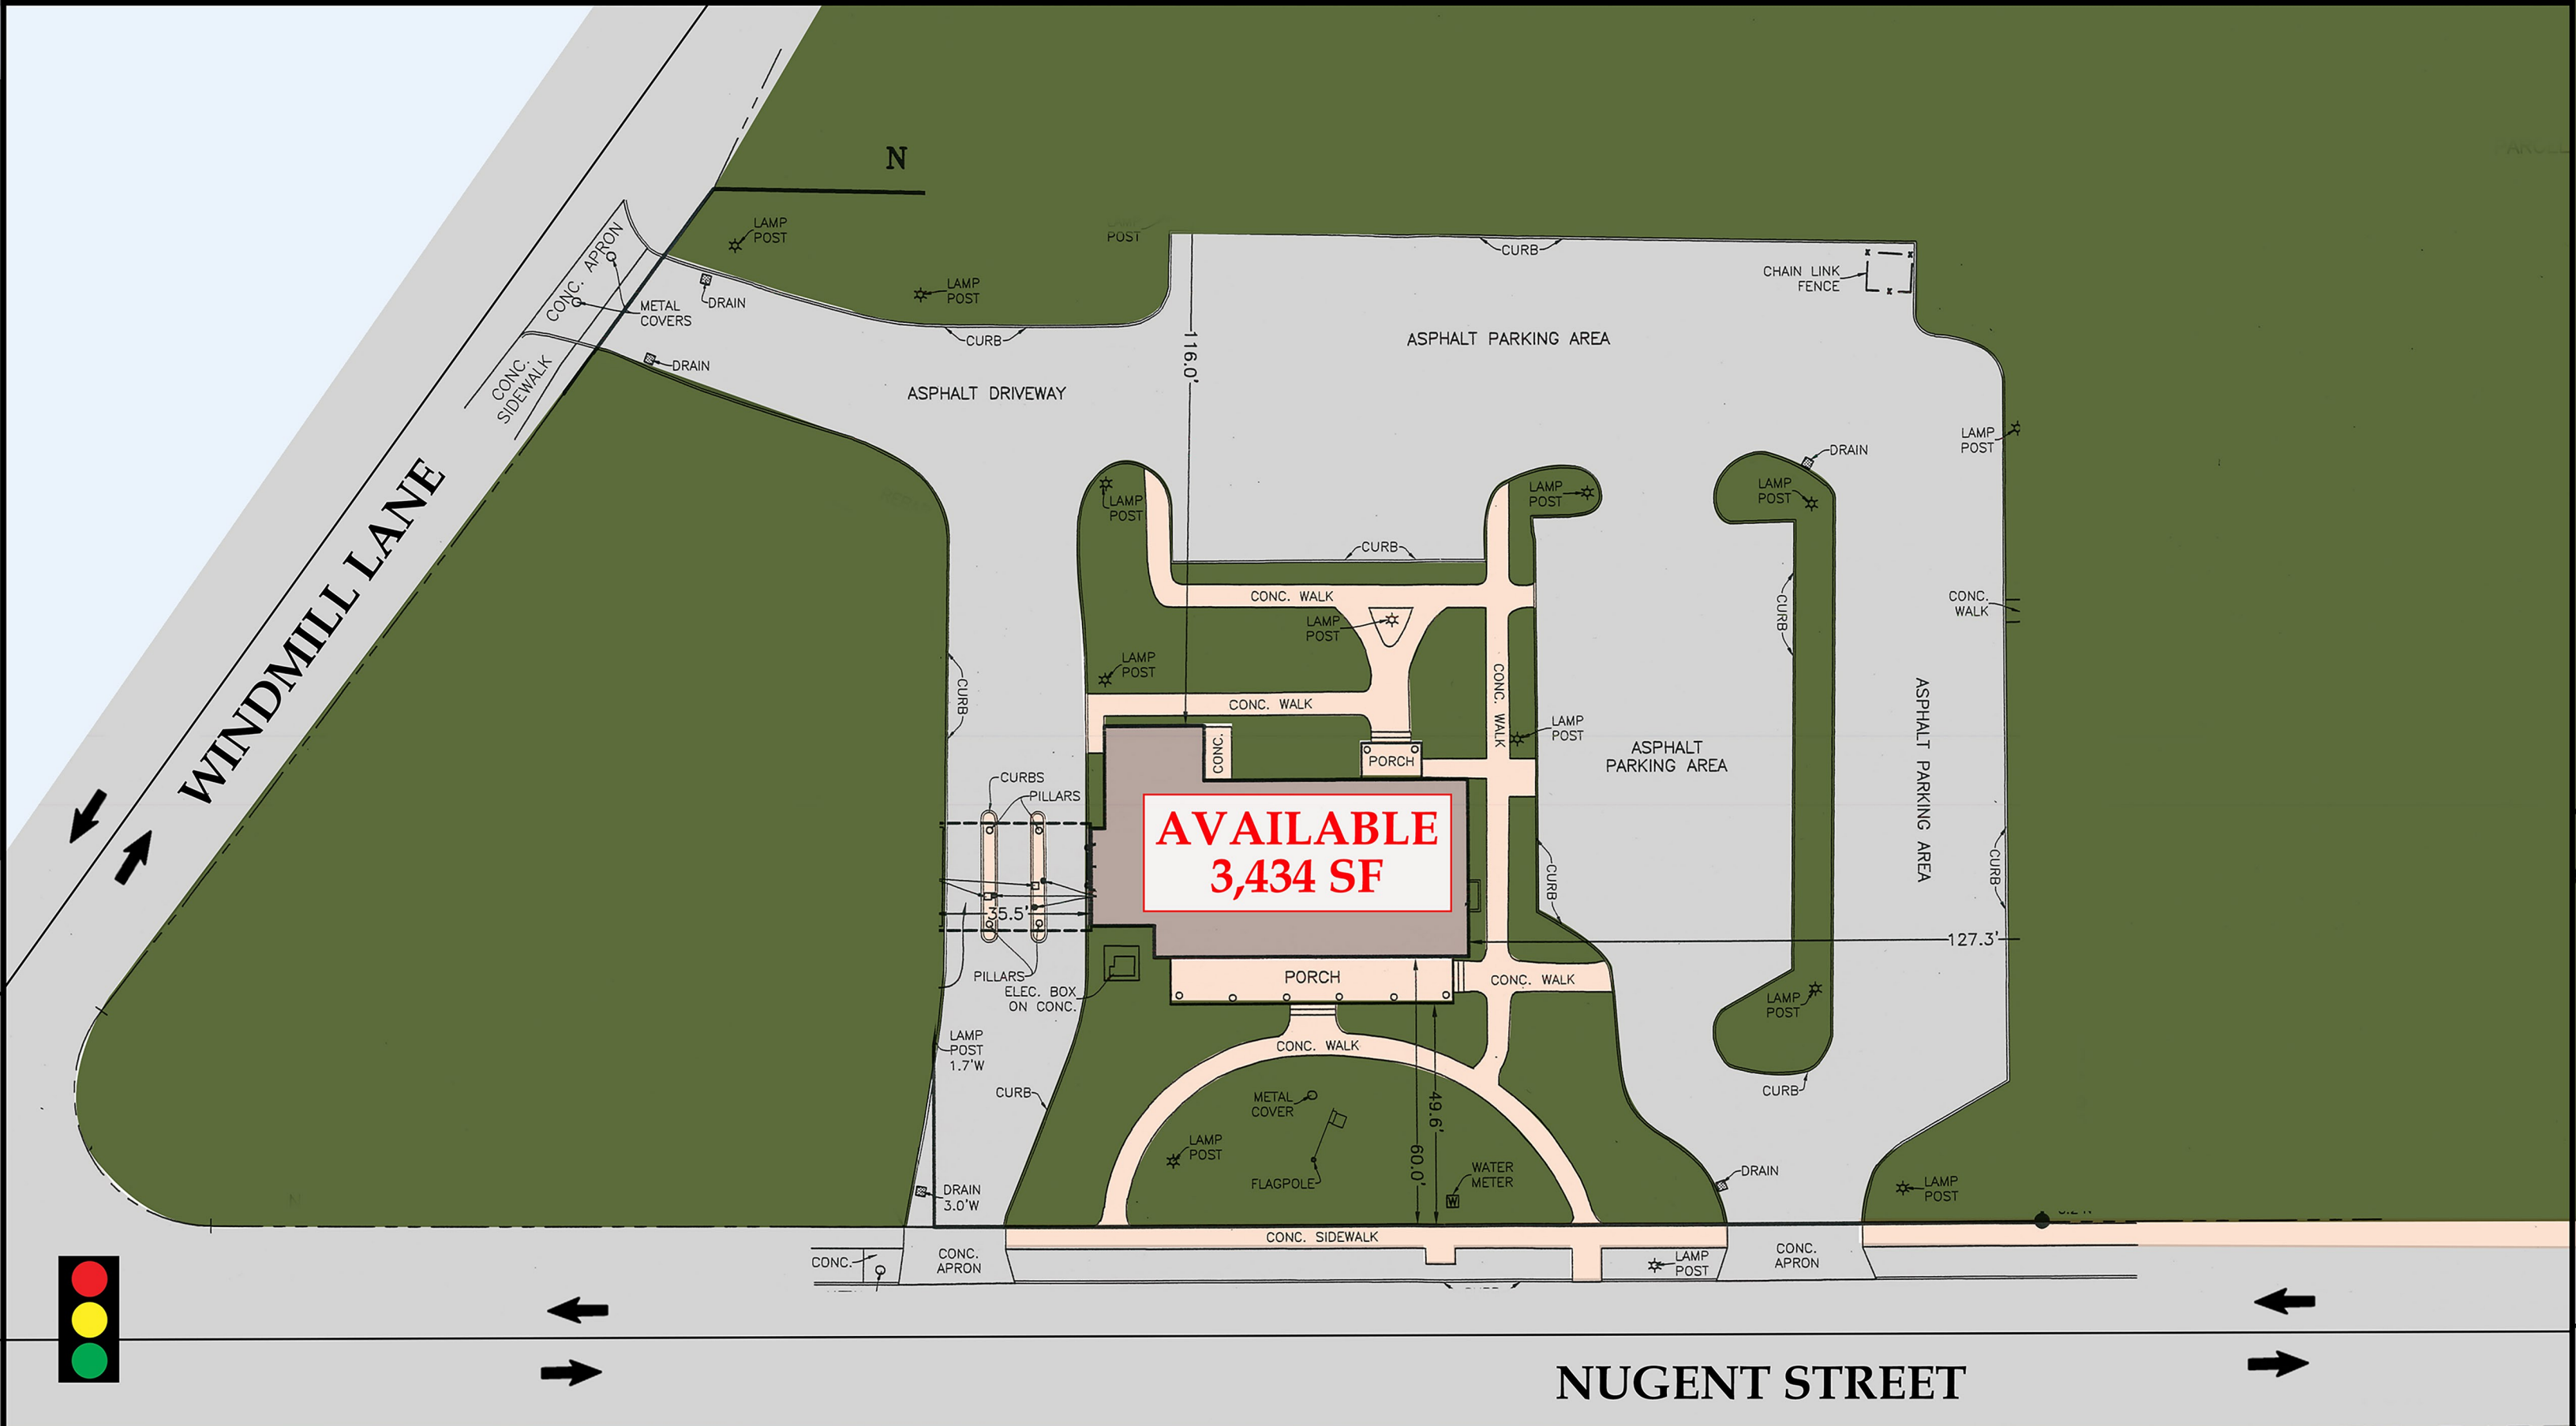 N
LAMP
POST
LAMP
POST
POST
CURB
CHAIN LINK
FENCE
CONC. APRON
METAL
COVERS
DRAIN
DRAIN
CONC.
SIDEWALK
CURB
116.0'
ASPHALT PARKING AREA
ASPHALT DRIVEWAY
WINDMILL LANE
LAMP
POST
DRAIN
LAMP
POST
LAMP
POST
LAMP
POST
CURB
CONC. WALK
LAMP
POST
CURB
CONC.
WALK
LAMP
POST
CURB
CONC. WALK
CONC. WALK
CONC.
PORCH
LAMP
POST
ASPHALT
PARKING AREA
ASPHALT PARKING AREA
CURBS
PILLARS
AVAILABLE
3,434 SF
CURB
CURB
35.5'
127.3'
PILLARS
ELEC. BOX
ON CONC.
PORCH
CONC. WALK
LAMP
POST
LAMP
POST
1.7'W
CONC. WALK
CURB
CURB
METAL
COVER
49.6'
60.0'
LAMP
POST
FLAGPOLE
WATER
METER
W
DRAIN
DRAIN
3.0'W
LAMP
POST
CONC. SIDEWALK
CONC.
CONC.
APRON
LAMP
POST
CONC.
APRON
NUGENT STREET